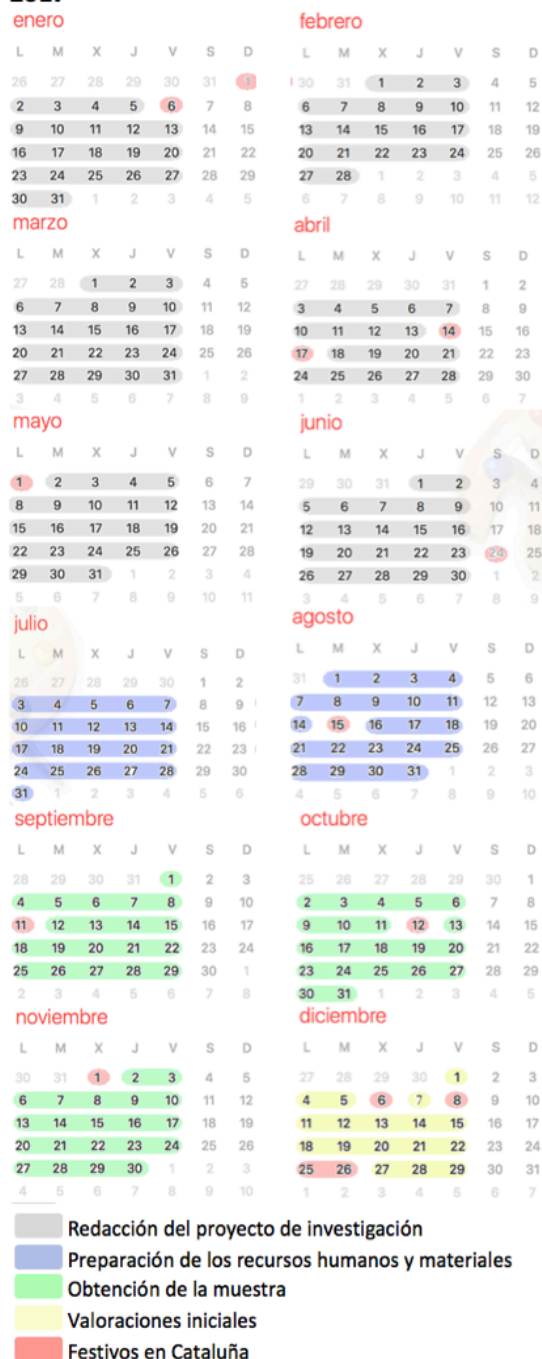 enero
L M X J V S D
26 27 28 29 30 31 1
2 3 4 5 6 7 8
9 10 11 12 13 14 15
16 17 18 19 20 21 22
23 24 25 26 27 28 29
30 31 1 2 3 4 5
febrero
L M X J V S D
30 31 1 2 3 4 5
6 7 8 9 10 11 12
13 14 15 16 17 18 19
20 21 22 23 24 25 26
27 28 1 2 3 4 5
6 7 8 9 10 11 12
marzo
L M X J V S D
27 28 1 2 3 4 5
6 7 8 9 10 11 12
13 14 15 16 17 18 19
20 21 22 23 24 25 26
27 28 29 30 31 1 2
3 4 5 6 7 8 9
abril
L M X J V S D
27 28 29 30 31 1 2
3 4 5 6 7 8 9
10 11 12 13 14 15 16
17 18 19 20 21 22 23
24 25 26 27 28 29 30
1 2 3 4 5 6 7
mayo
L M X J V S D
1 2 3 4 5 6 7
8 9 10 11 12 13 14
15 16 17 18 19 20 21
22 23 24 25 26 27 28
29 30 31 1 2 3 4
5 6 7 8 9 10 11
junio
L M X J V S D
29 30 31 1 2 3 4
5 6 7 8 9 10 11
12 13 14 15 16 17 18
19 20 21 22 23 24 25
26 27 28 29 30 1 2
3 4 5 6 7 8 9
julio
L M X J V S D
26 27 28 29 30 1 2
3 4 5 6 7 8 9
10 11 12 13 14 15 16
17 18 19 20 21 22 23
24 25 26 27 28 29 30
31 1 2 3 4 5 6
agosto
L M X J V S D
31 1 2 3 4 5 6
7 8 9 10 11 12 13
14 15 16 17 18 19 20
21 22 23 24 25 26 27
28 29 30 31 1 2 3
4 5 6 7 8 9 10
septiembre
L M X J V S D
28 29 30 31 1 2 3
4 5 6 7 8 9 10
11 12 13 14 15 16 17
18 19 20 21 22 23 24
25 26 27 28 29 30 1
2 3 4 5 6 7 8
octubre
L M X J V S D
25 26 27 28 29 30 1
2 3 4 5 6 7 8
9 10 11 12 13 14 15
16 17 18 19 20 21 22
23 24 25 26 27 28 29
30 31 1 2 3 4 5
noviembre
L M X J V S D
30 31 1 2 3 4 5
6 7 8 9 10 11 12
13 14 15 16 17 18 19
20 21 22 23 24 25 26
27 28 29 30 1 2 3
4 5 6 7 8 9 10
diciembre
L M X J V S D
27 28 29 30 1 2 3
4 5 6 7 8 9 10
11 12 13 14 15 16 17
18 19 20 21 22 23 24
25 26 27 28 29 30 31
1 2 3 4 5 6 7
Redacción del proyecto de investigación
Preparación de los recursos humanos y materiales
Obtención de la muestra
Valoraciones iniciales
Festivos en Cataluña